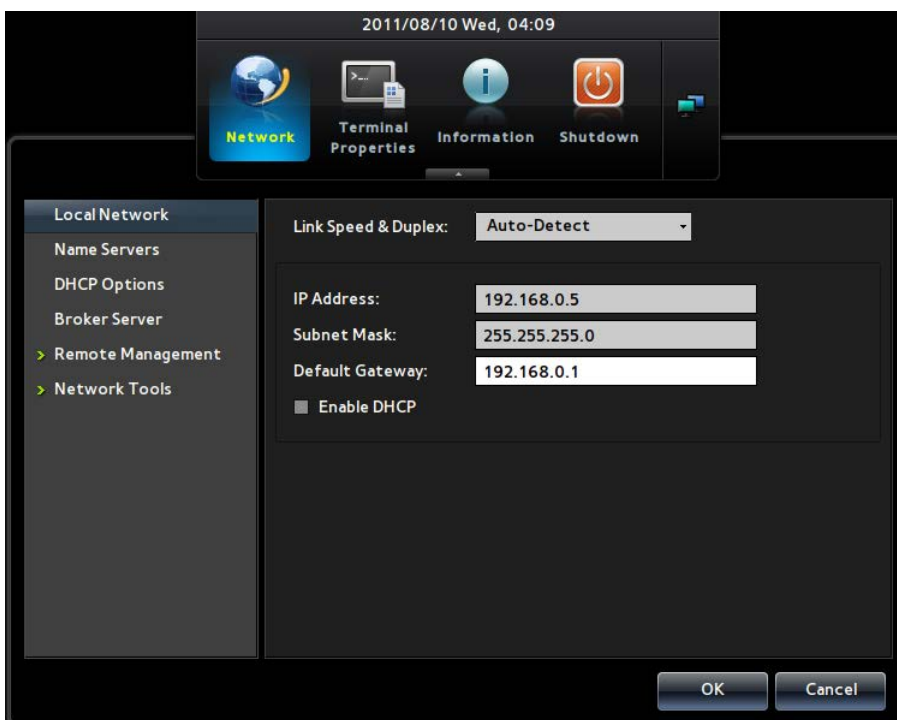 2011/08/10 Wed, 04:09
Network
Terminal Properties
Information
Shutdown
Local Network
Name Servers
DHCP Options
Broker Server
Remote Management
Network Tools
Link Speed & Duplex: Auto-Detect
IP Address: 192.168.0.5
Subnet Mask: 255.255.255.0
Default Gateway: 192.168.0.1
Enable DHCP
OK
Cancel